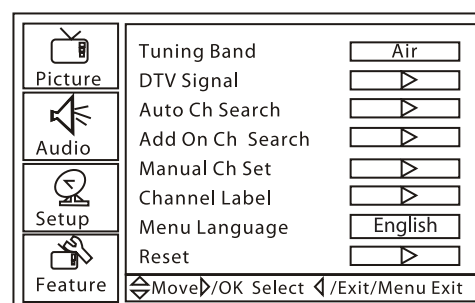 Picture
Audio
Setup
Feature
Tuning Band Air
DTV Signal
Auto Ch Search
Add On Ch Search
Manual Ch Set
Channel Label
Menu Language English
Reset
Move /OK Select /Exit/Menu Exit